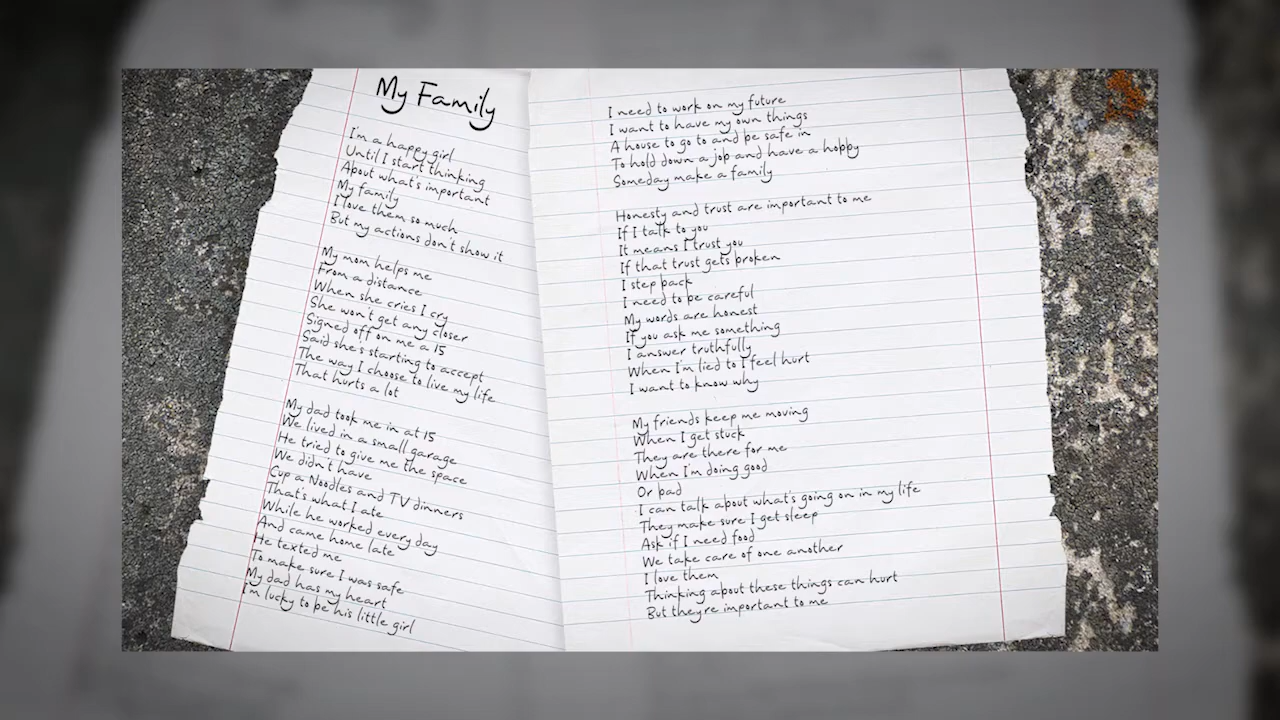 My Family
I'm a happy girl
Until I start thinking
About what's important
My family
I love them so much
But my actions don't show it
My mom helps me
From a distance
When she cries I cry
She won't get any closer
Signed off on me a 15
Said she's starting to accept
The way I choose to live my life
That hurts a lot
My dad took me in at 15
We lived in a small garage
He tried to give me the space
We didn't have
Cup a Noodles and TV dinners
That's what I ate
While he worked every day
And came home late
He texted me
To make sure I was safe
My dad has my heart
I'm lucky to be his little girl
I need to work on my future
I want to have my own things
A house to go to and be safe in
To hold down a job and have a hobby
Someday make a family
Honesty and trust are important to me
If I talk to you
It means I trust you
If that trust gets broken
I step back
I need to be careful
My words are honest
If you ask me something
I answer truthfully
When I'm lied to I feel hurt
I want to know why
My friends keep me moving
When I get stuck
They are there for me
When I'm doing good
Or bad
I can talk about what's going on in my life
They make sure I get sleep
Ask if I need food
We take care of one another
I love them
Thinking about these things can hurt
But theyre important to me